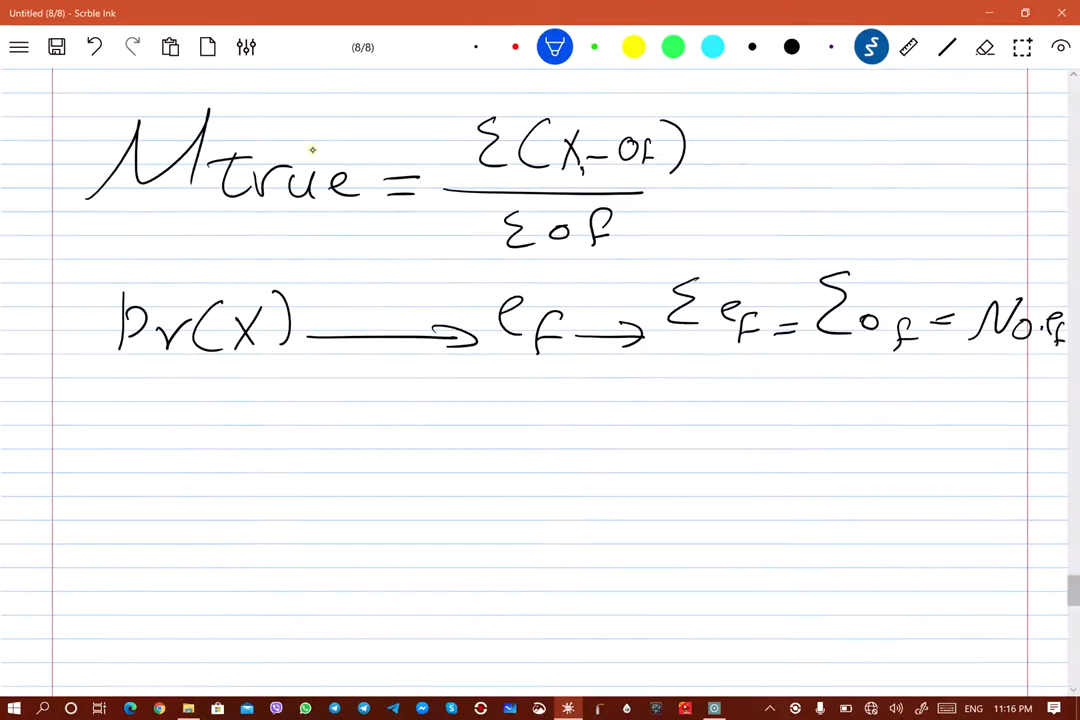 Untitled (8/8) - Scrble Ink
(8/8)
Mtrue = Σ(X,-of) / Σof
Pr(X) → ef → Σef = Σof = No.ef
ENG 11:16 PM